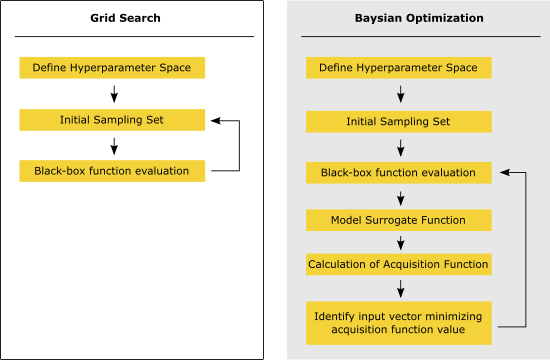 Grid Search
Define Hyperparameter Space
Initial Sampling Set
Black-box function evaluation
Baysian Optimization
Define Hyperparameter Space
Initial Sampling Set
Black-box function evaluation
Model Surrogate Function
Calculation of Acquisition Function
Identify input vector minimizing
acquisition function value